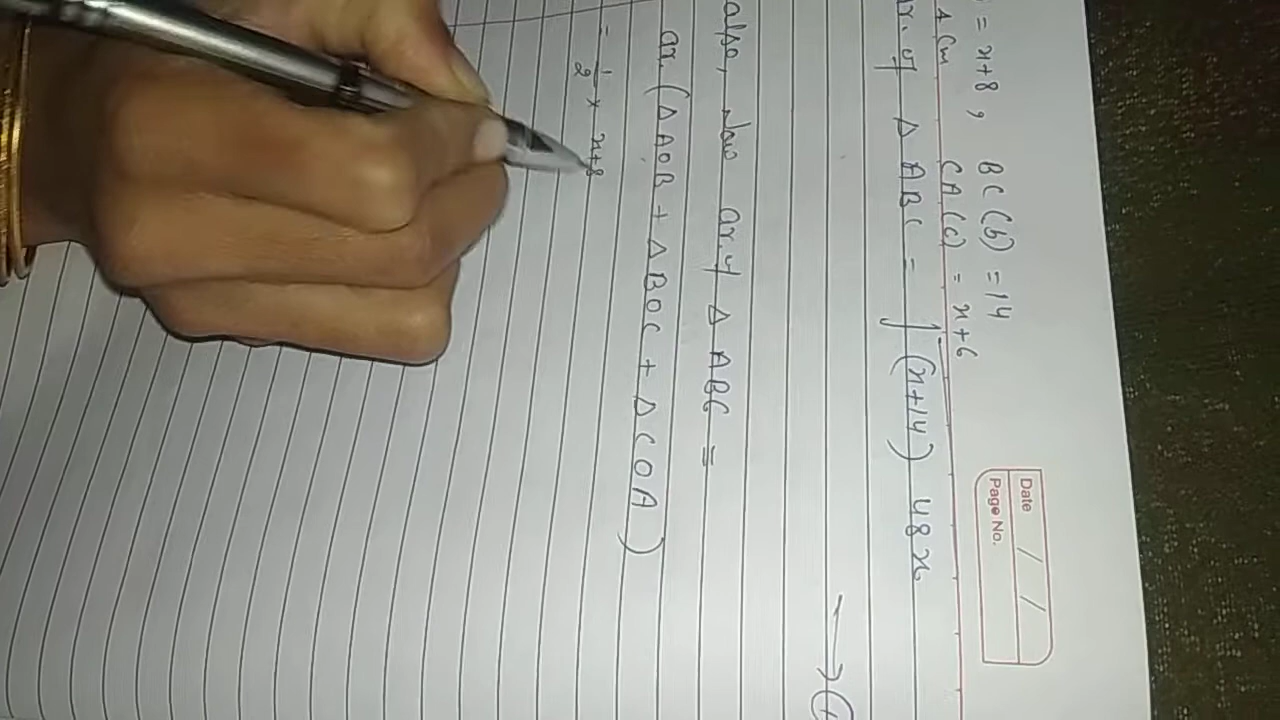 Date / /
Page No.
= x+8 , BC (b) = 14
4 cm CA (c) = x+6
ar. of Δ ABC = √(x+14) 48x
also, Now ar. of Δ ABC =
ar. (Δ AOB + Δ BOC + Δ COA)
= 1/2 × x+8